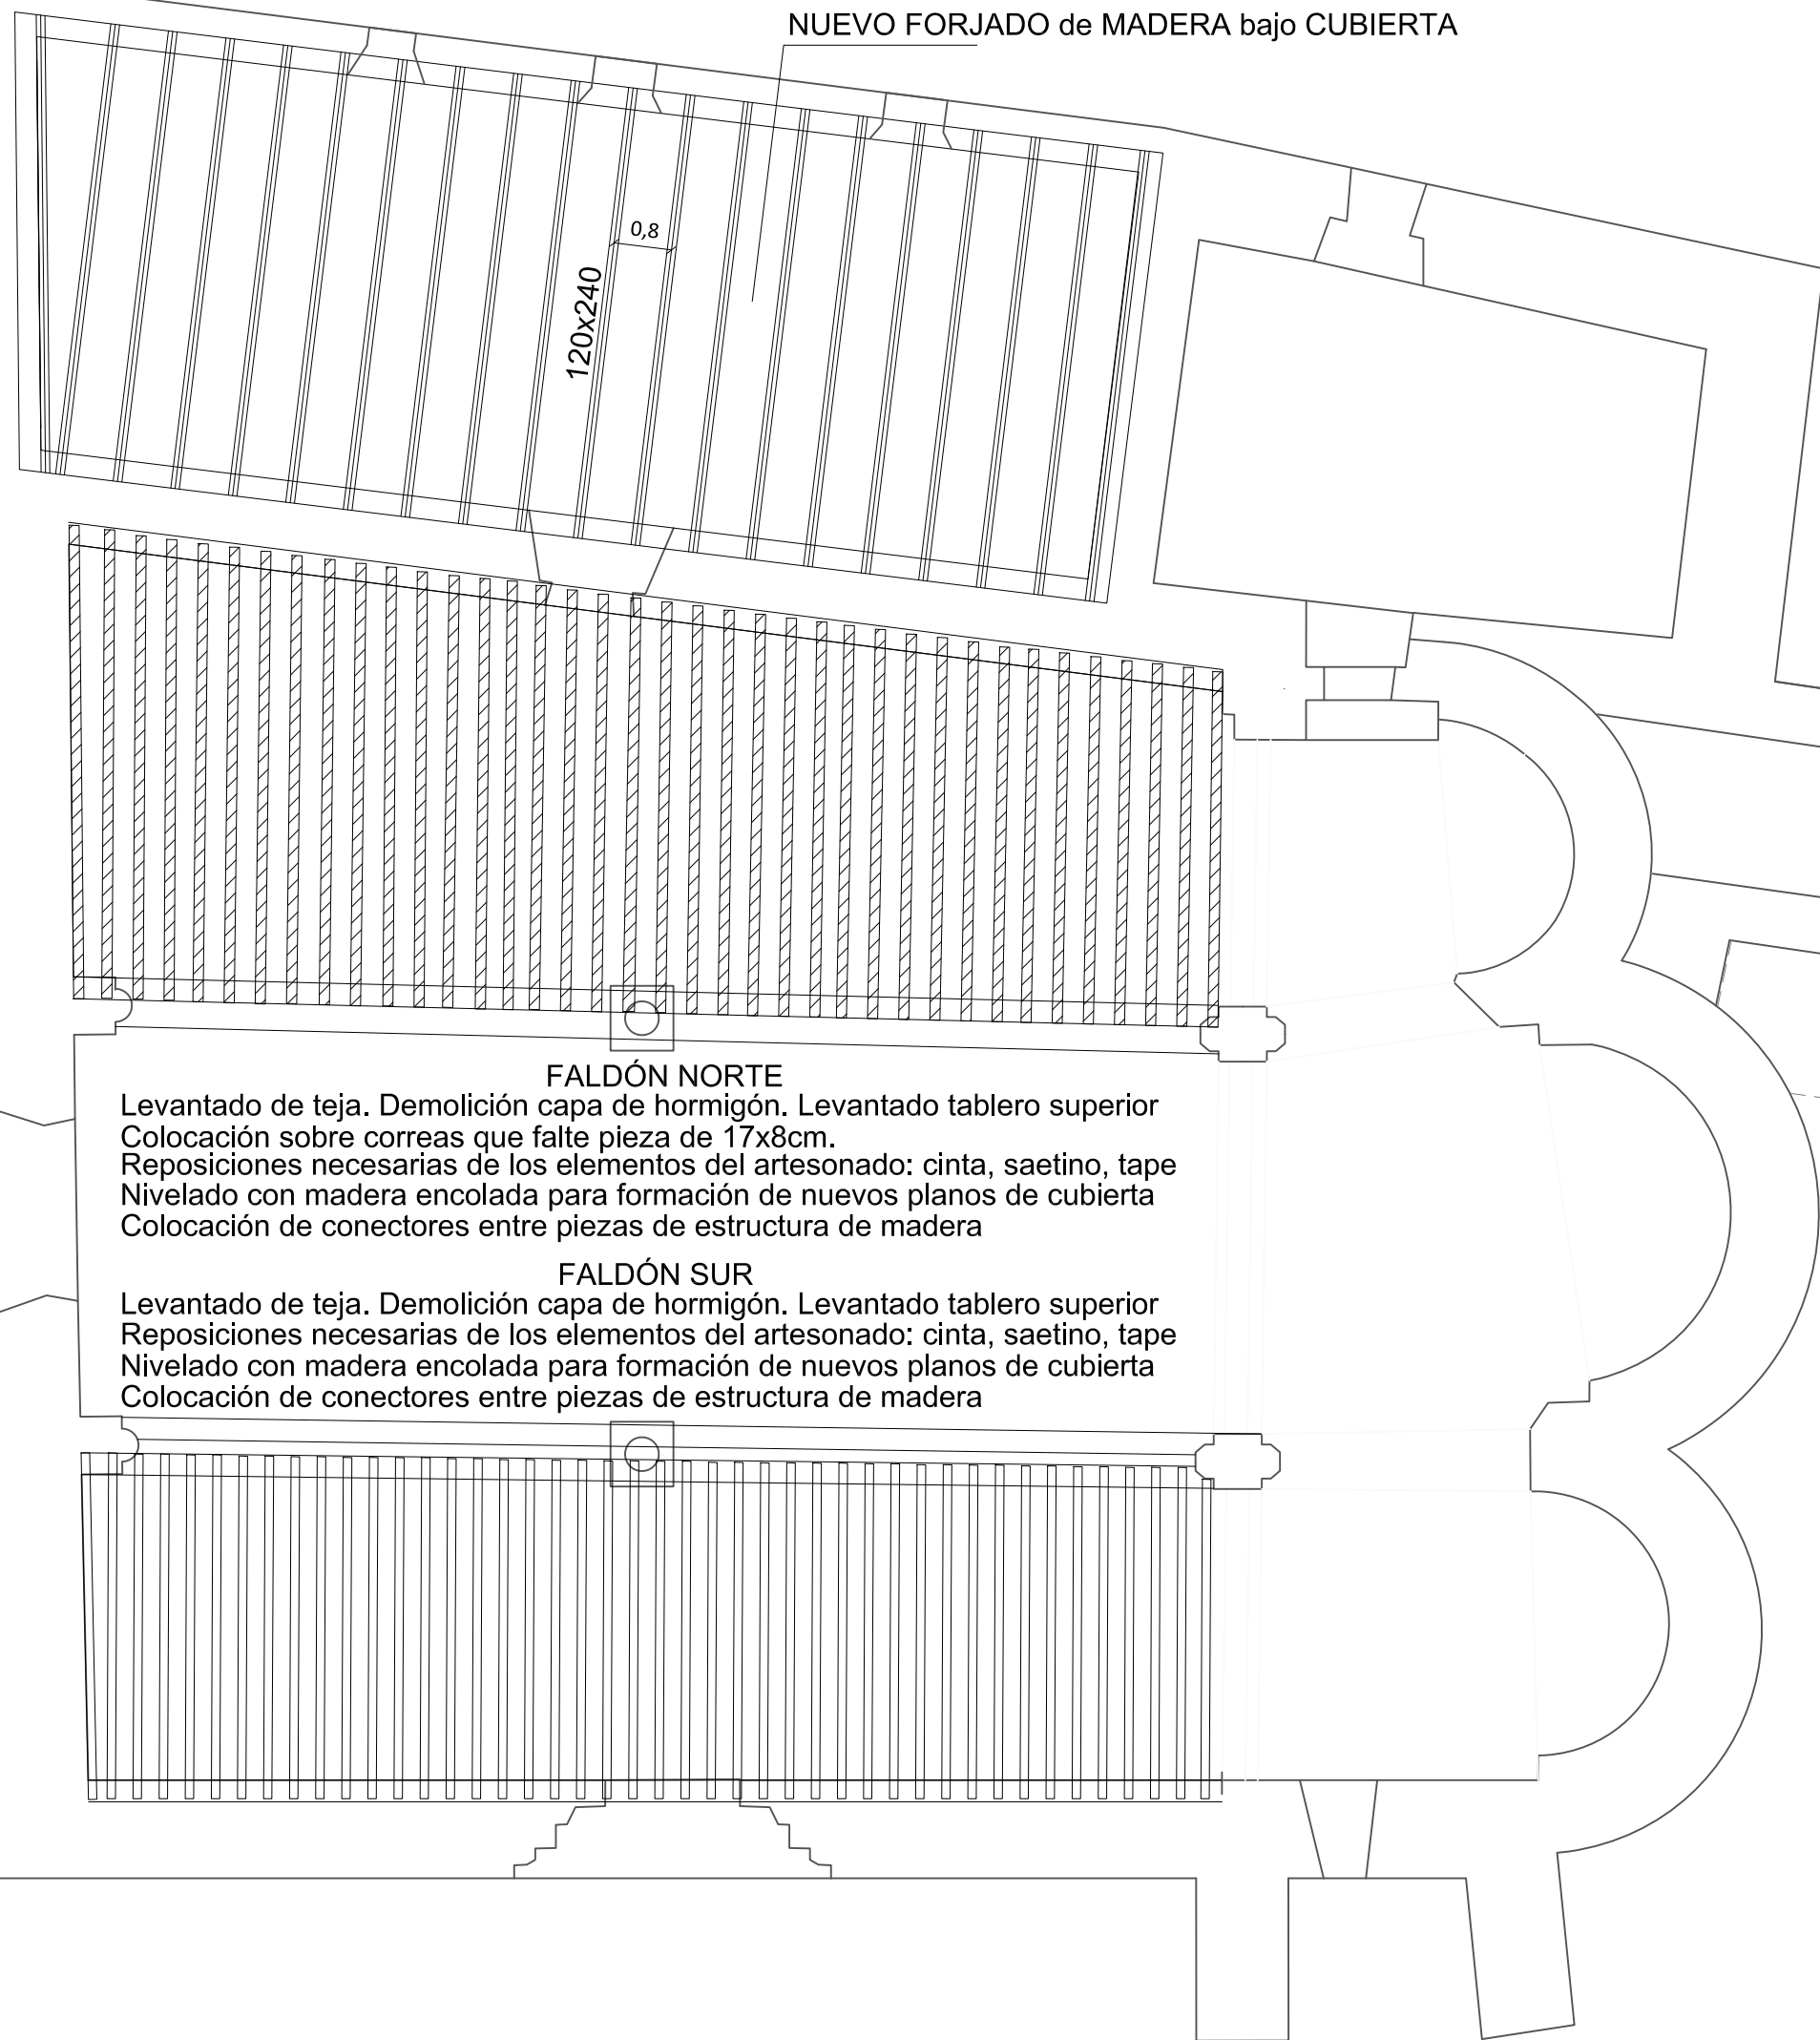 NUEVO FORJADO de MADERA bajo CUBIERTA
0,8
120x240
FALDÓN NORTE
Levantado de teja. Demolición capa de hormigón. Levantado tablero superior
Colocación sobre correas que falte pieza de 17x8cm.
Reposiciones necesarias de los elementos del artesonado: cinta, saetino, tape
Nivelado con madera encolada para formación de nuevos planos de cubierta
Colocación de conectores entre piezas de estructura de madera
FALDÓN SUR
Levantado de teja. Demolición capa de hormigón. Levantado tablero superior
Reposiciones necesarias de los elementos del artesonado: cinta, saetino, tape
Nivelado con madera encolada para formación de nuevos planos de cubierta
Colocación de conectores entre piezas de estructura de madera